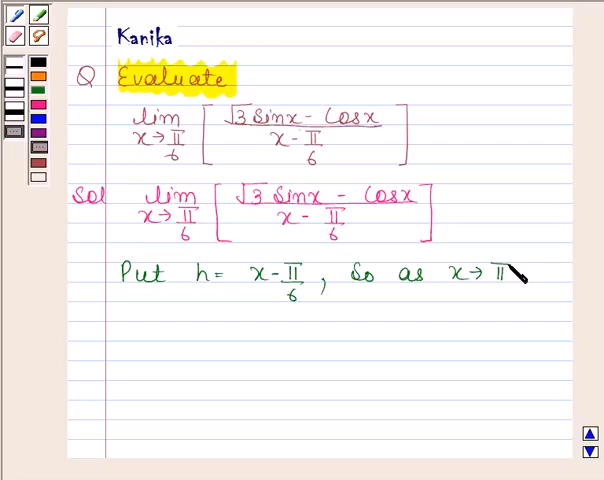 Kanika
Q Evaluate
lim x→π/6 [ (√3 Sinx - Cosx) / (x - π/6) ]
Sol lim x→π/6 [ (√3 Sinx - Cosx) / (x - π/6) ]
Put h = x - π/6 , So as x→ π